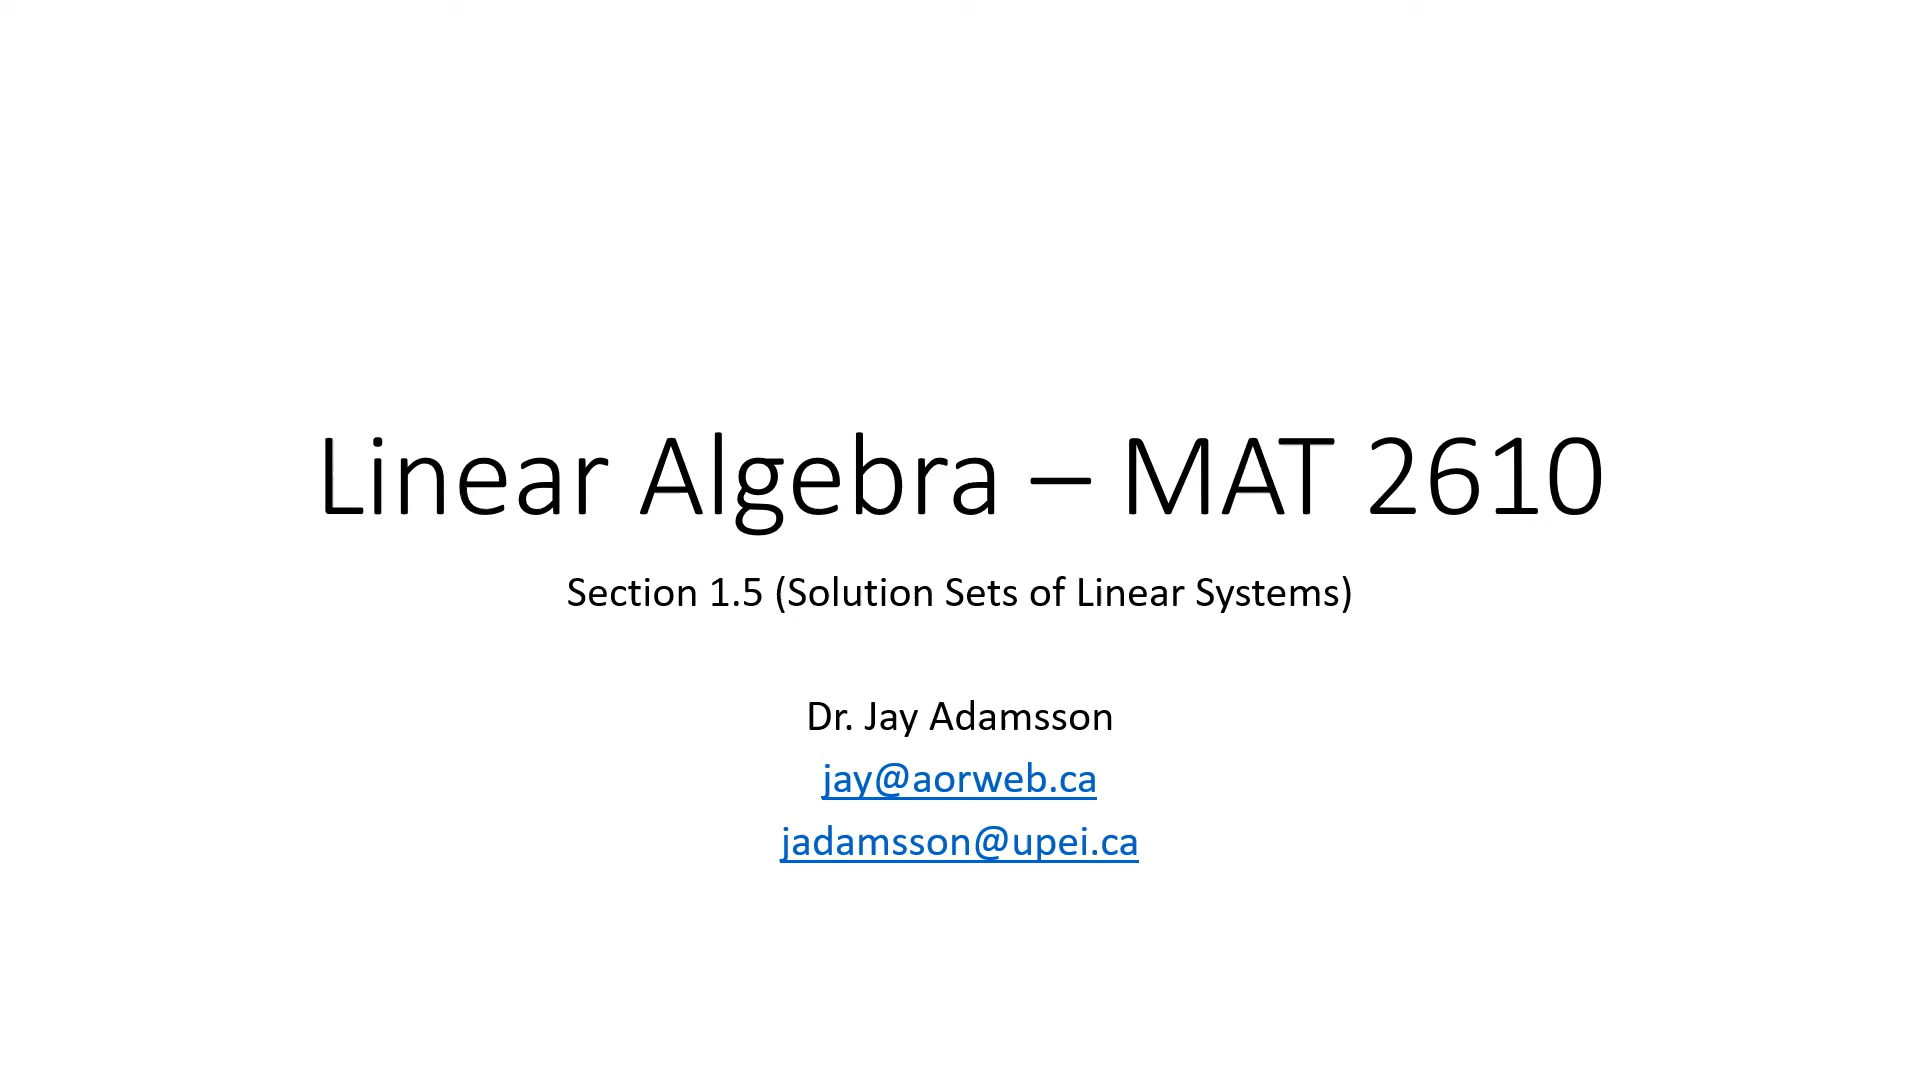 Linear Algebra – MAT 2610
Section 1.5 (Solution Sets of Linear Systems)
Dr. Jay Adamsson
jay@aorweb.ca
jadamsson@upei.ca